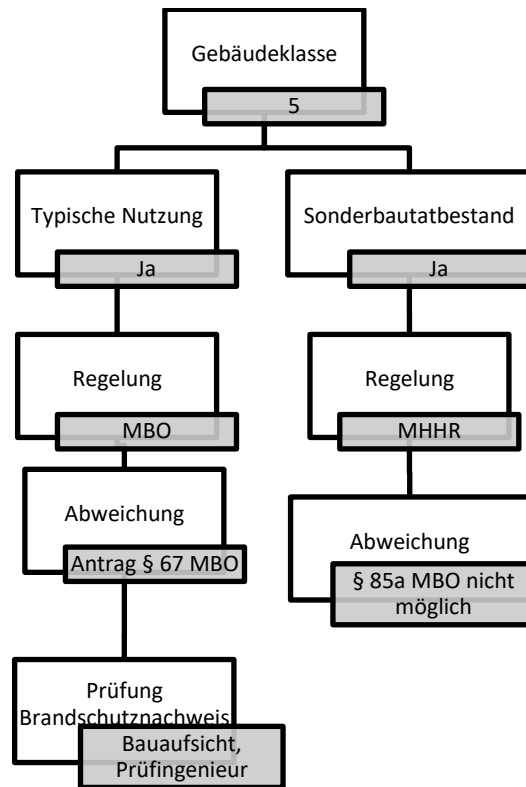 Gebäudeklasse
5
Typische Nutzung
Ja
Regelung
MBO
Abweichung
Antrag § 67 MBO
Prüfung
Brandschutznachweis
Bauaufsicht,
Prüfingenieur
Sonderbautatbestand
Ja
Regelung
MHHR
Abweichung
§ 85a MBO nicht
möglich